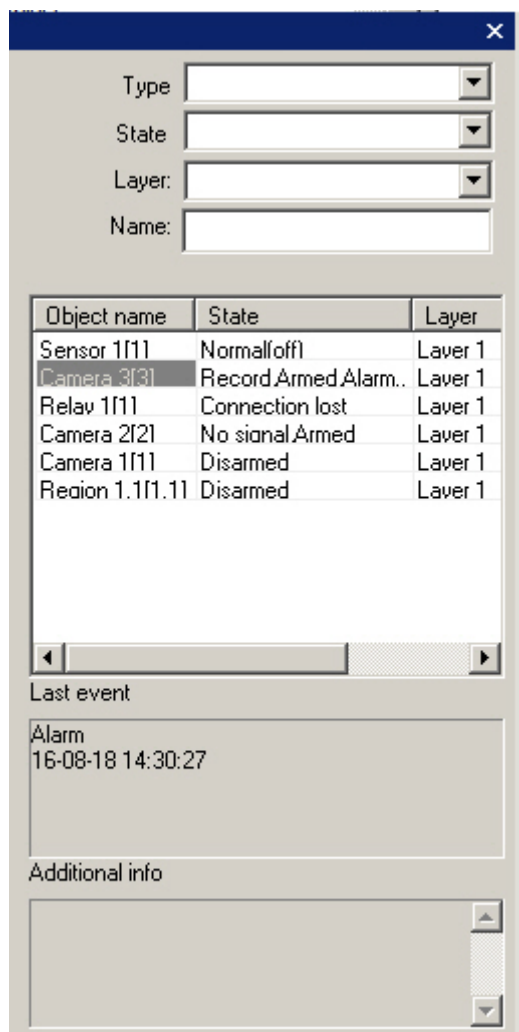 Type
State
Layer:
Name:
Object name State Layer
Sensor 1[1] Normal(off) Layer 1
Camera 3[3] Record,Armed,Alarm.. Layer 1
Relay 1[1] Connection lost Layer 1
Camera 2[2] No signal,Armed Layer 1
Camera 1[1] Disarmed Layer 1
Region 1.1[1.1] Disarmed Layer 1
Last event
Alarm
16-08-18 14:30:27
Additional info